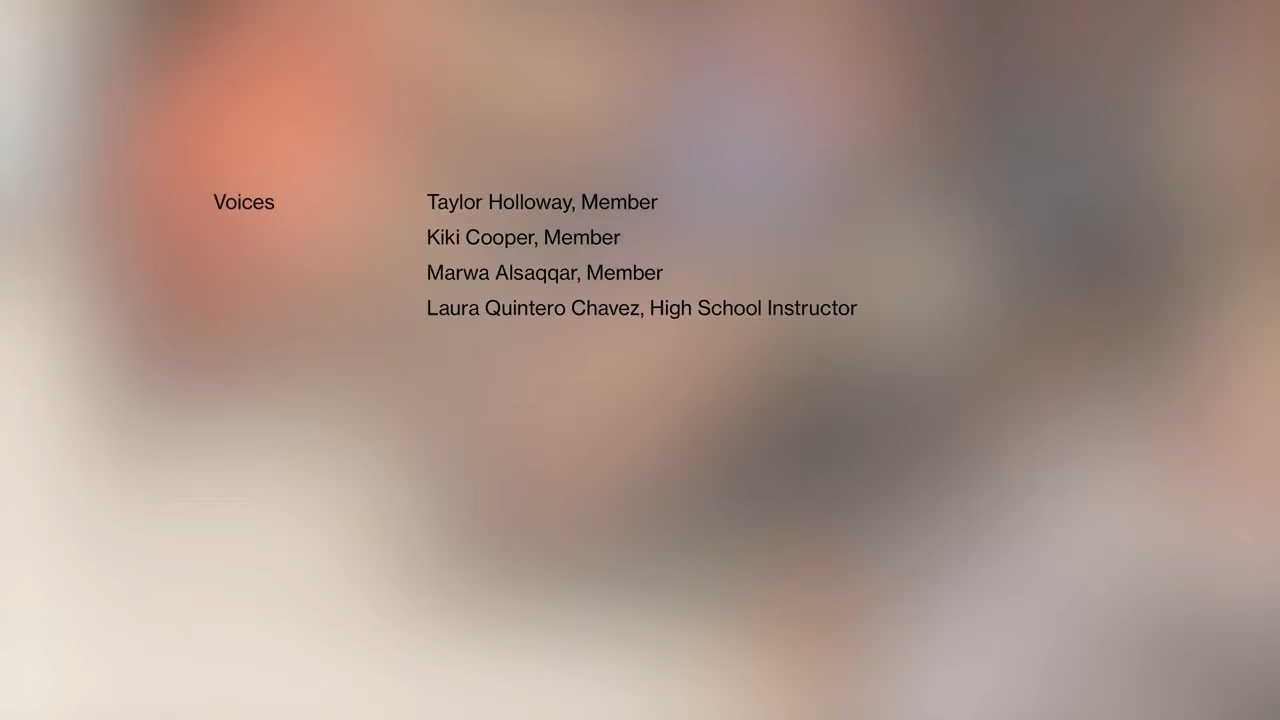 Voices
Taylor Holloway, Member
Kiki Cooper, Member
Marwa Alsaqqar, Member
Laura Quintero Chavez, High School Instructor